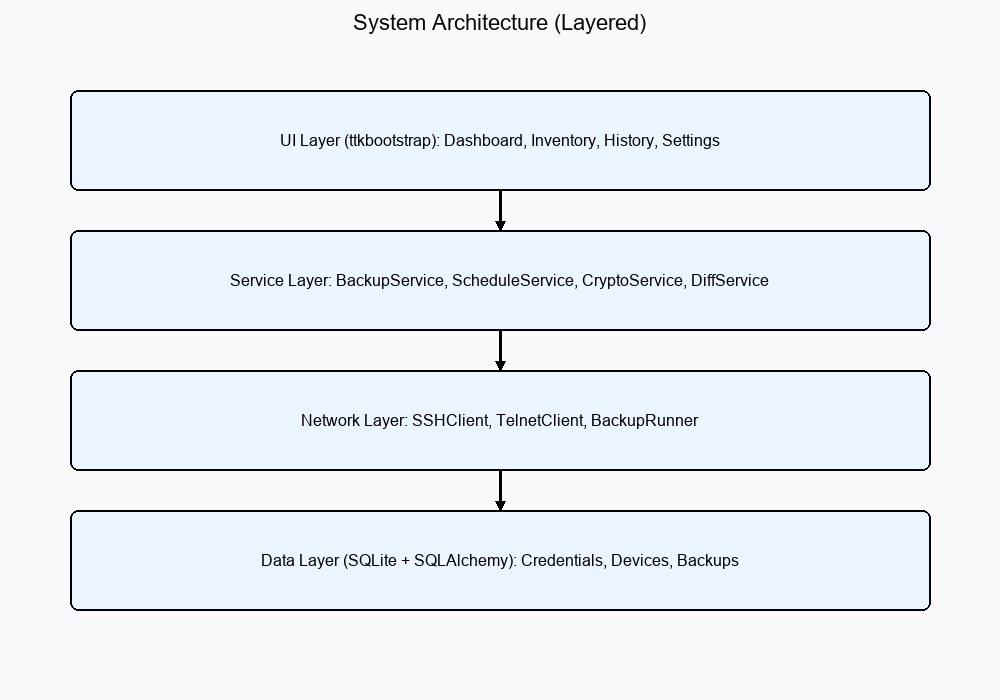 System Architecture (Layered)
UI Layer (ttkbootstrap): Dashboard, Inventory, History, Settings
Service Layer: BackupService, ScheduleService, CryptoService, DiffService
Network Layer: SSHClient, TelnetClient, BackupRunner
Data Layer (SQLite + SQLAlchemy): Credentials, Devices, Backups